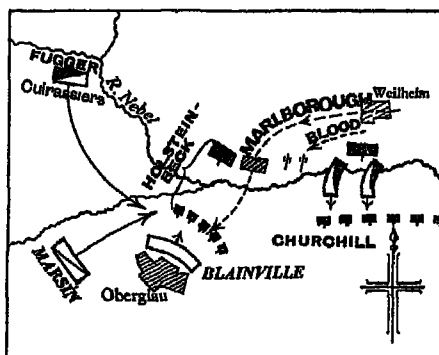 FUGGER
Cuirassiers
R. Nebel
HOLSTEIN-
BECK
MARLBOROUGH
Weilheim
BLOOD
CHURCHILL
MARSIN
BLAINVILLE
Oberglau